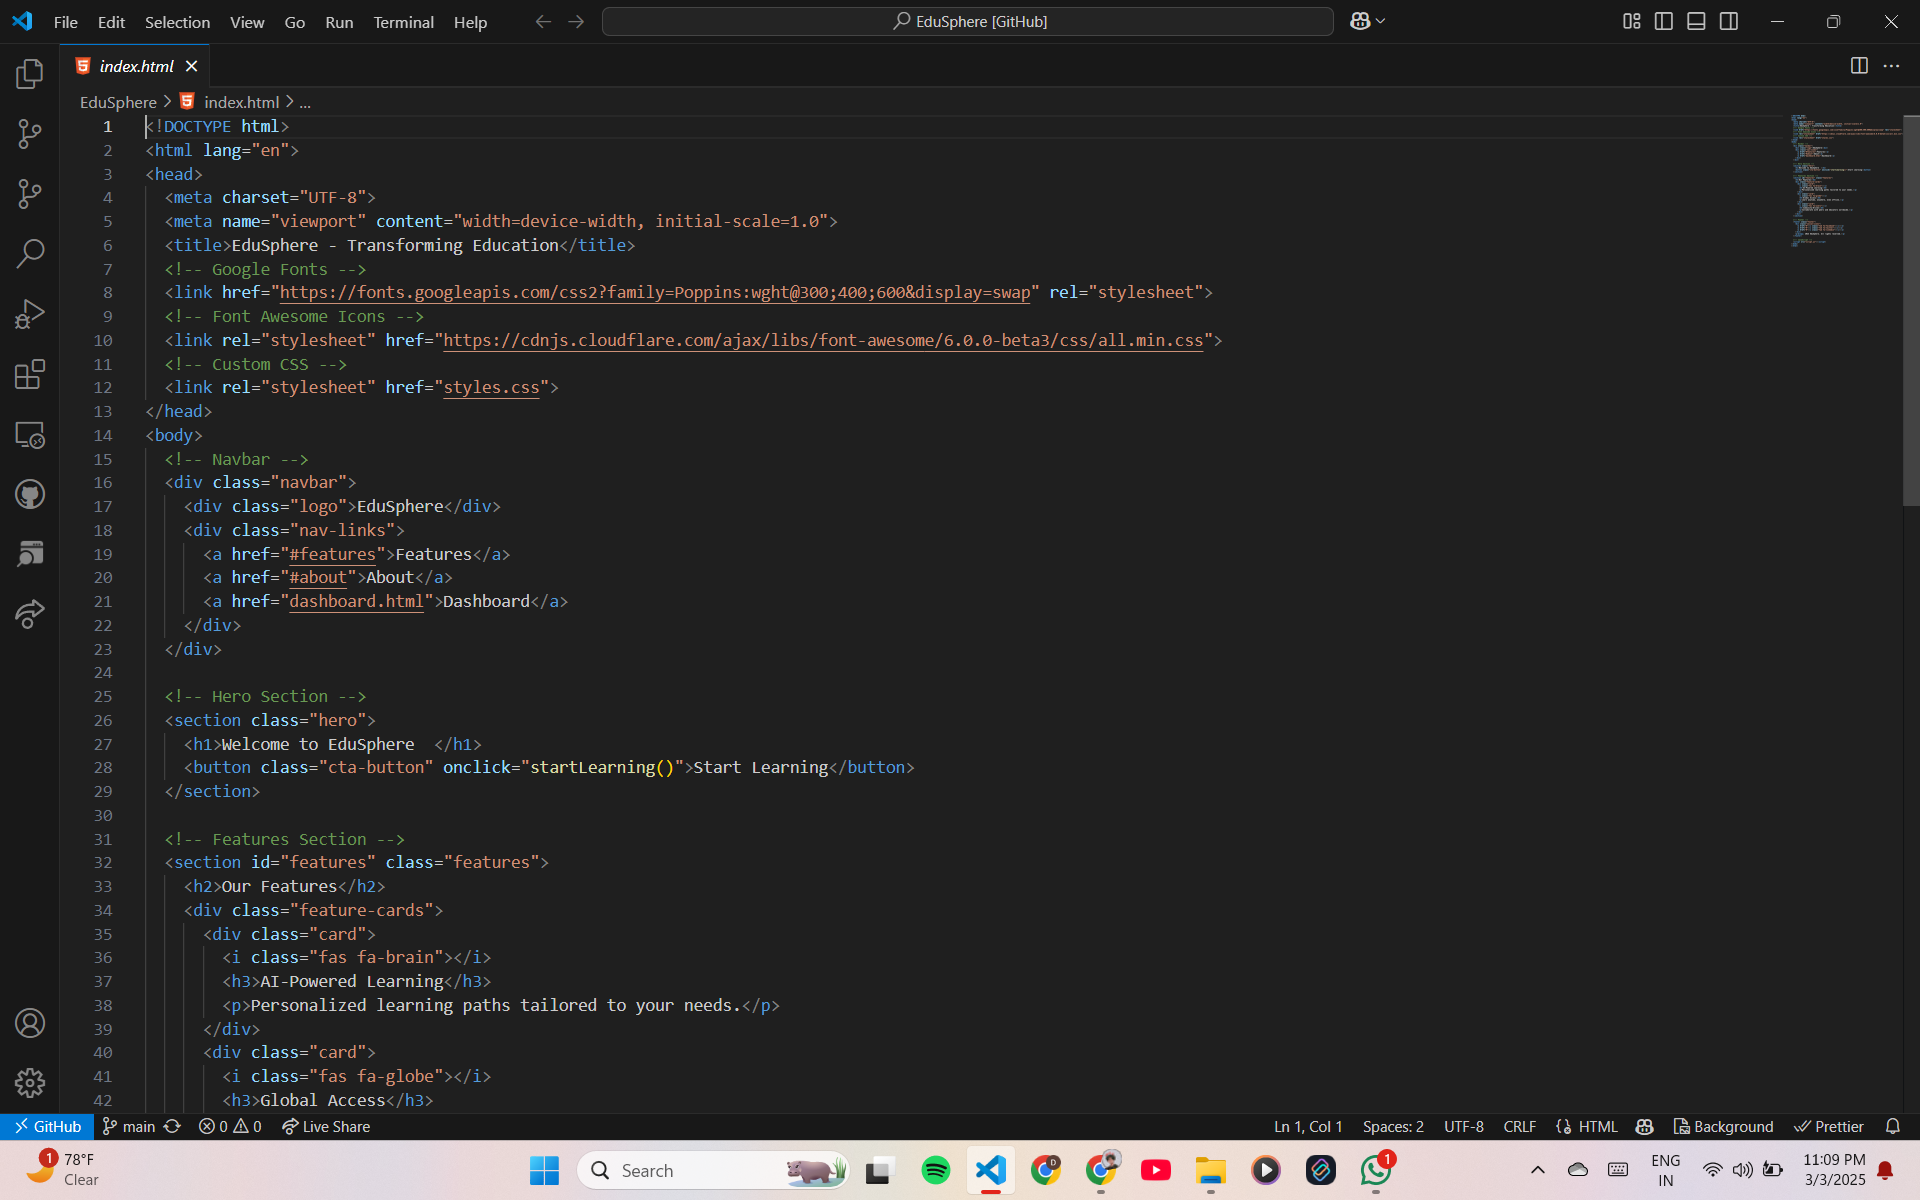 File Edit Selection View Go Run Terminal Help
EduSphere [GitHub]
index.html
EduSphere > index.html > ...
1 <!DOCTYPE html>
2 <html lang="en">
3 <head>
4 <meta charset="UTF-8">
5 <meta name="viewport" content="width=device-width, initial-scale=1.0">
6 <title>EduSphere - Transforming Education</title>
7 <!-- Google Fonts -->
8 <link href="https://fonts.googleapis.com/css2?family=Poppins:wght@300;400;600&display=swap" rel="stylesheet">
9 <!-- Font Awesome Icons -->
10 <link rel="stylesheet" href="https://cdnjs.cloudflare.com/ajax/libs/font-awesome/6.0.0-beta3/css/all.min.css">
11 <!-- Custom CSS -->
12 <link rel="stylesheet" href="styles.css">
13 </head>
14 <body>
15 <!-- Navbar -->
16 <div class="navbar">
17 <div class="logo">EduSphere</div>
18 <div class="nav-links">
19 <a href="#features">Features</a>
20 <a href="#about">About</a>
21 <a href="dashboard.html">Dashboard</a>
22 </div>
23 </div>
24
25 <!-- Hero Section -->
26 <section class="hero">
27 <h1>Welcome to EduSphere  </h1>
28 <button class="cta-button" onclick="startLearning()">Start Learning</button>
29 </section>
30
31 <!-- Features Section -->
32 <section id="features" class="features">
33 <h2>Our Features</h2>
34 <div class="feature-cards">
35 <div class="card">
36 <i class="fas fa-brain"></i>
37 <h3>AI-Powered Learning</h3>
38 <p>Personalized learning paths tailored to your needs.</p>
39 </div>
40 <div class="card">
41 <i class="fas fa-globe"></i>
42 <h3>Global Access</h3>
GitHub main 0 0 Live Share Ln 1, Col 1 Spaces: 2 UTF-8 CRLF HTML Background Prettier
1 78°F
Clear
Search
D
1
ENG
IN
11:09 PM
3/3/2025